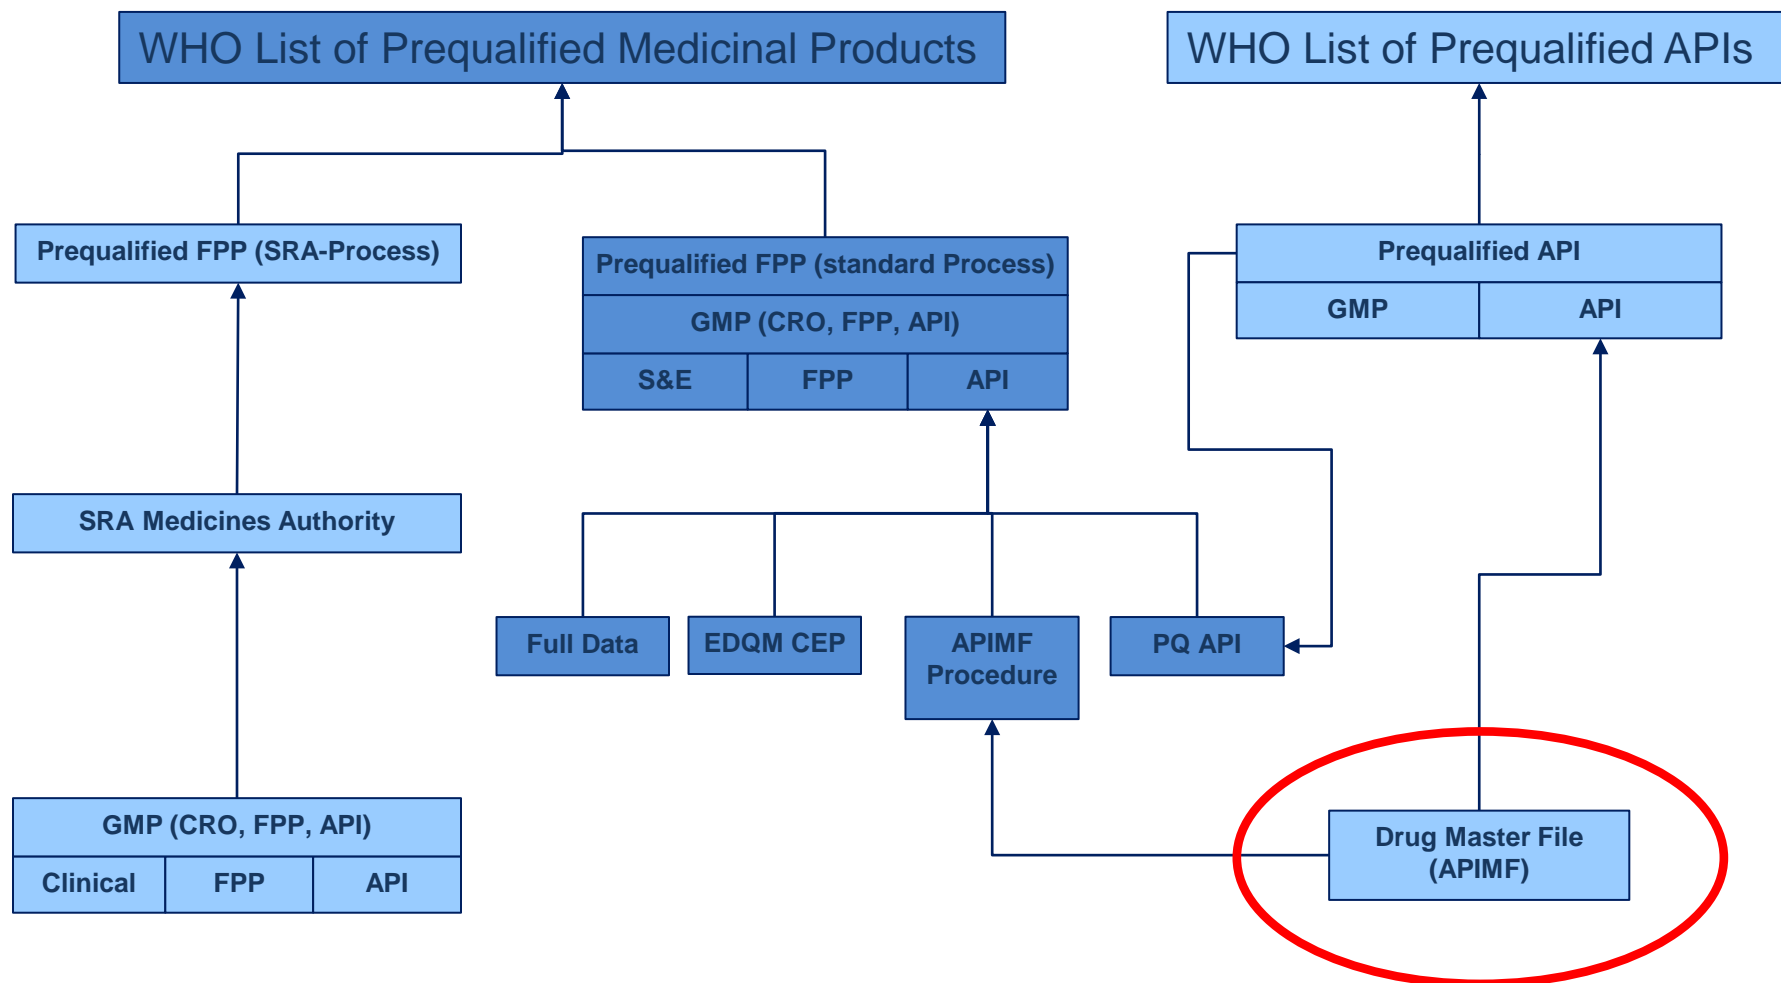 WHO List of Prequalified Medicinal Products
WHO List of Prequalified APIs
Prequalified FPP (SRA-Process)
Prequalified FPP (standard Process)
GMP (CRO, FPP, API)
S&E
FPP
API
Prequalified API
GMP
API
SRA Medicines Authority
Full Data
EDQM CEP
APIMF
Procedure
PQ API
GMP (CRO, FPP, API)
Clinical
FPP
API
Drug Master File
(APIMF)